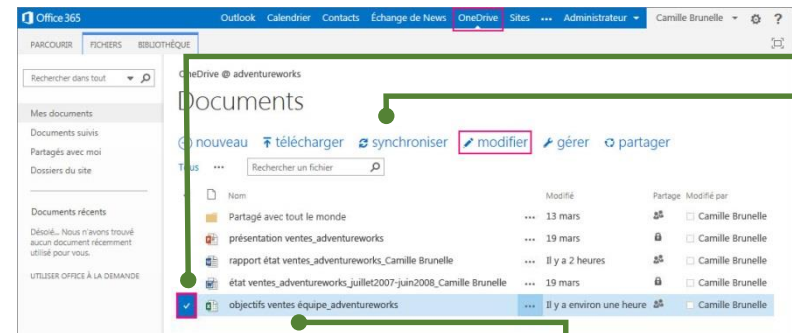 Office 365 Outlook Calendrier Contacts Échange de News OneDrive Sites ... Administrateur Camille Brunelle ?
PARCOURIR FICHIERS BIBLIOTHÈQUE
Rechercher dans tout
OneDrive @ adventureworks
Documents
Mes documents
Documents suivis
Partagés avec moi
Dossiers du site
Documents récents
Désolé... Nous n'avons trouvé
aucun document récemment
utilisé pour vous.
UTILISER OFFICE À LA DEMANDE
nouveau télécharger synchroniser modifier gérer partager
Tous ... Rechercher un fichier
Nom Modifié Partage Modifié par
Partagé avec tout le monde ... 13 mars Camille Brunelle
présentation ventes_adventureworks ... 19 mars Camille Brunelle
rapport état ventes_adventureworks_Camille Brunelle ... Il y a 2 heures Camille Brunelle
état ventes_adventureworks_juillet2007-juin2008_Camille Brunelle ... 19 mars Camille Brunelle
objectifs ventes équipe_adventureworks ... Il y a environ une heure Camille Brunelle